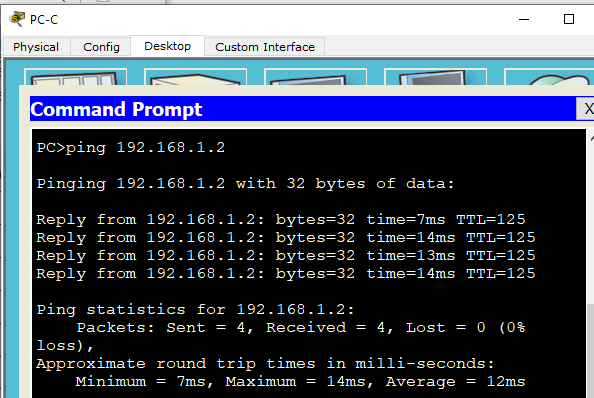 PC-C
Physical Config Desktop Custom Interface
Command Prompt X
PC>ping 192.168.1.2
Pinging 192.168.1.2 with 32 bytes of data:
Reply from 192.168.1.2: bytes=32 time=7ms TTL=125
Reply from 192.168.1.2: bytes=32 time=14ms TTL=125
Reply from 192.168.1.2: bytes=32 time=13ms TTL=125
Reply from 192.168.1.2: bytes=32 time=14ms TTL=125
Ping statistics for 192.168.1.2:
Packets: Sent = 4, Received = 4, Lost = 0 (0%
loss),
Approximate round trip times in milli-seconds:
Minimum = 7ms, Maximum = 14ms, Average = 12ms